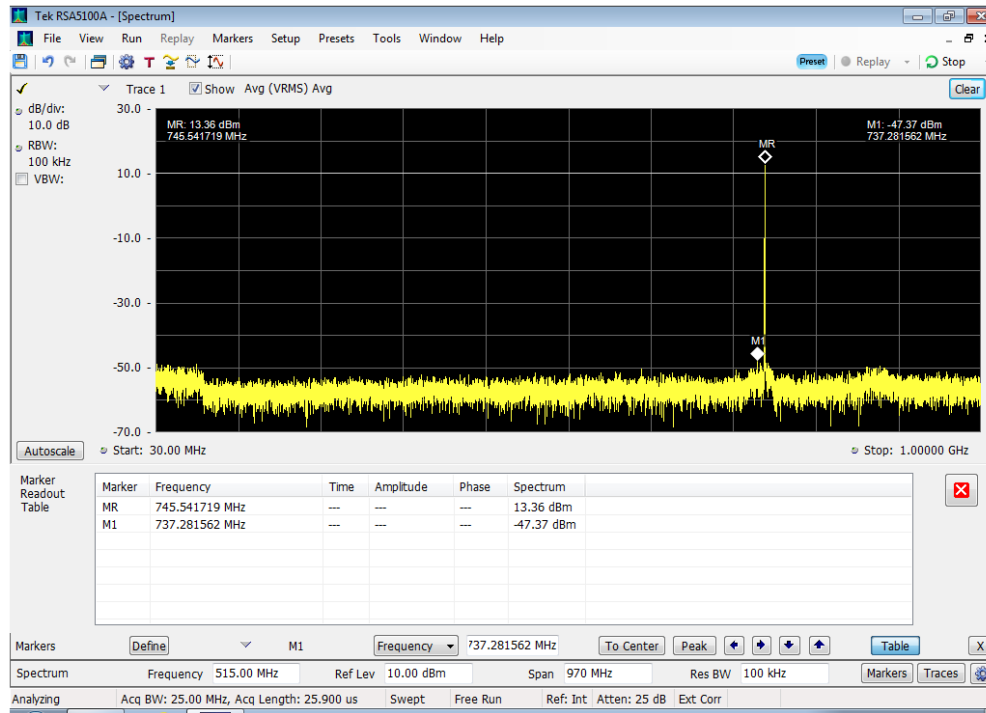 Tek RSA5100A - [Spectrum]
File View Run Replay Markers Setup Presets Tools Window Help
T Preset Replay Stop
Trace 1 Show Avg (VRMS) Avg Clear
dB/div:
10.0 dB
RBW:
100 kHz
VBW:
30.0
10.0
-10.0
-30.0
-50.0
-70.0
MR: 13.36 dBm
745.541719 MHz
M1: -47.37 dBm
737.281562 MHz
MR
M1
Autoscale Start: 30.00 MHz Stop: 1.00000 GHz
Marker
Readout
Table
Marker Frequency Time Amplitude Phase Spectrum
MR 745.541719 MHz --- --- --- 13.36 dBm
M1 737.281562 MHz --- --- --- -47.37 dBm
Markers Define M1 Frequency 737.281562 MHz To Center Peak Table X
Spectrum Frequency 515.00 MHz Ref Lev 10.00 dBm Span 970 MHz Res BW 100 kHz Markers Traces
Analyzing Acq BW: 25.00 MHz, Acq Length: 25.900 us Swept Free Run Ref: Int Atten: 25 dB Ext Corr